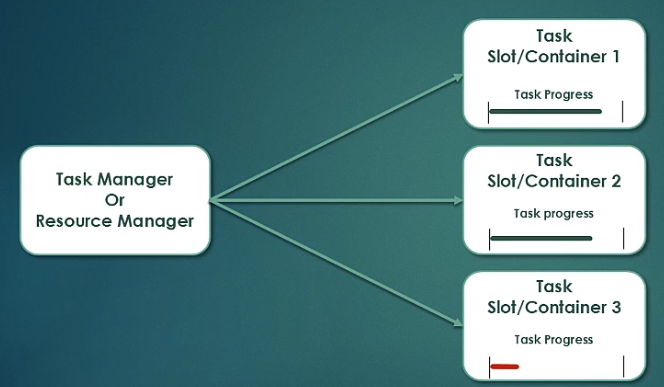 Task Manager
Or
Resource Manager
Task
Slot/Container 1
Task Progress
Task
Slot/Container 2
Task progress
Task
Slot/Container 3
Task Progress